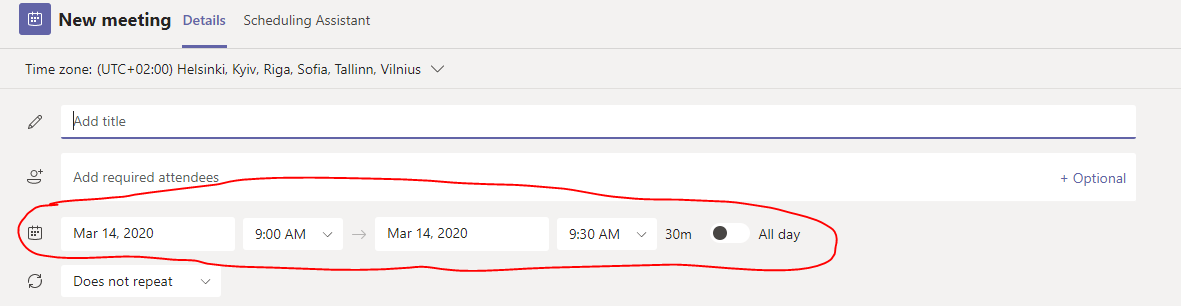 New meeting Details Scheduling Assistant
Time zone: (UTC+02:00) Helsinki, Kyiv, Riga, Sofia, Tallinn, Vilnius
Add title
Add required attendees + Optional
Mar 14, 2020 9:00 AM → Mar 14, 2020 9:30 AM 30m All day
Does not repeat